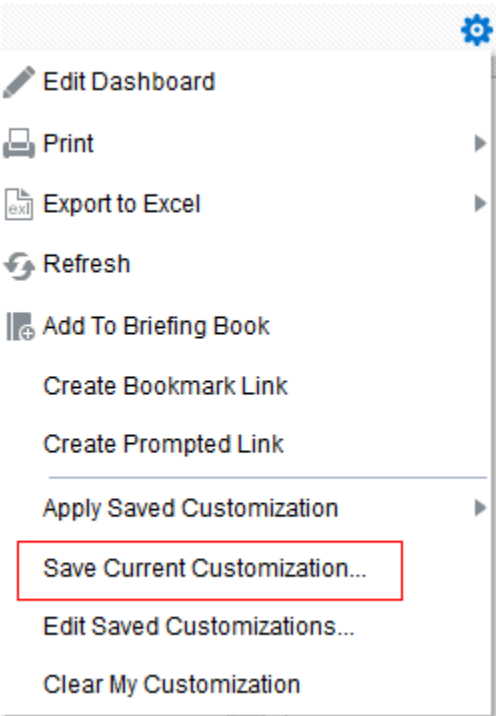 Edit Dashboard
Print
exl Export to Excel
Refresh
Add To Briefing Book
Create Bookmark Link
Create Prompted Link
Apply Saved Customization
Save Current Customization...
Edit Saved Customizations...
Clear My Customization